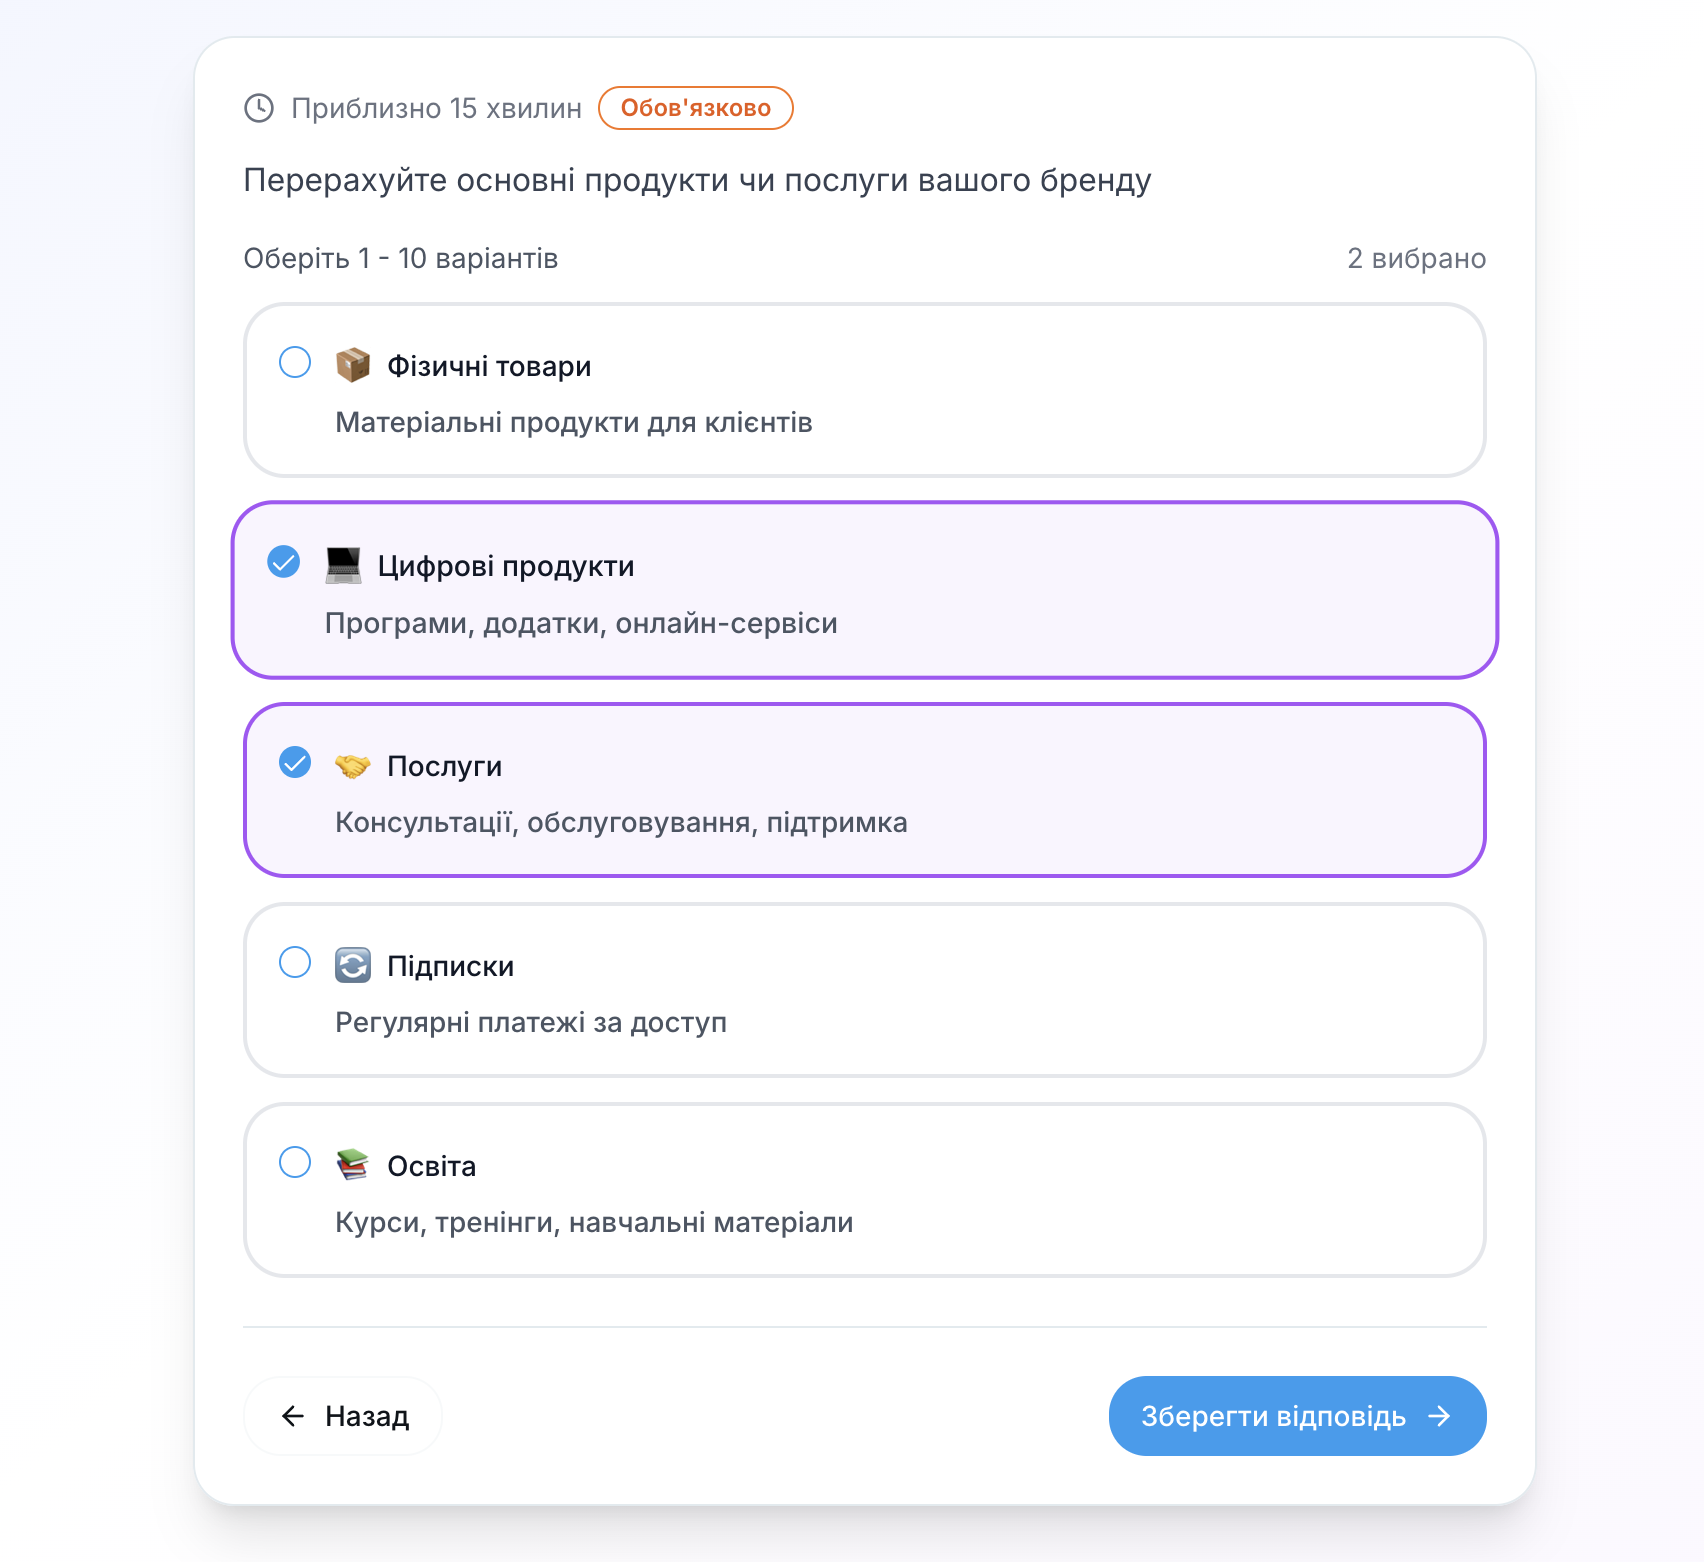 Приблизно 15 хвилин Обов'язково
Перерахуйте основні продукти чи послуги вашого бренду
Оберіть 1 - 10 варіантів 2 вибрано
Фізичні товари
Матеріальні продукти для клієнтів
Цифрові продукти
Програми, додатки, онлайн-сервіси
Послуги
Консультації, обслуговування, підтримка
Підписки
Регулярні платежі за доступ
Освіта
Курси, тренінги, навчальні матеріали
Назад Зберегти відповідь